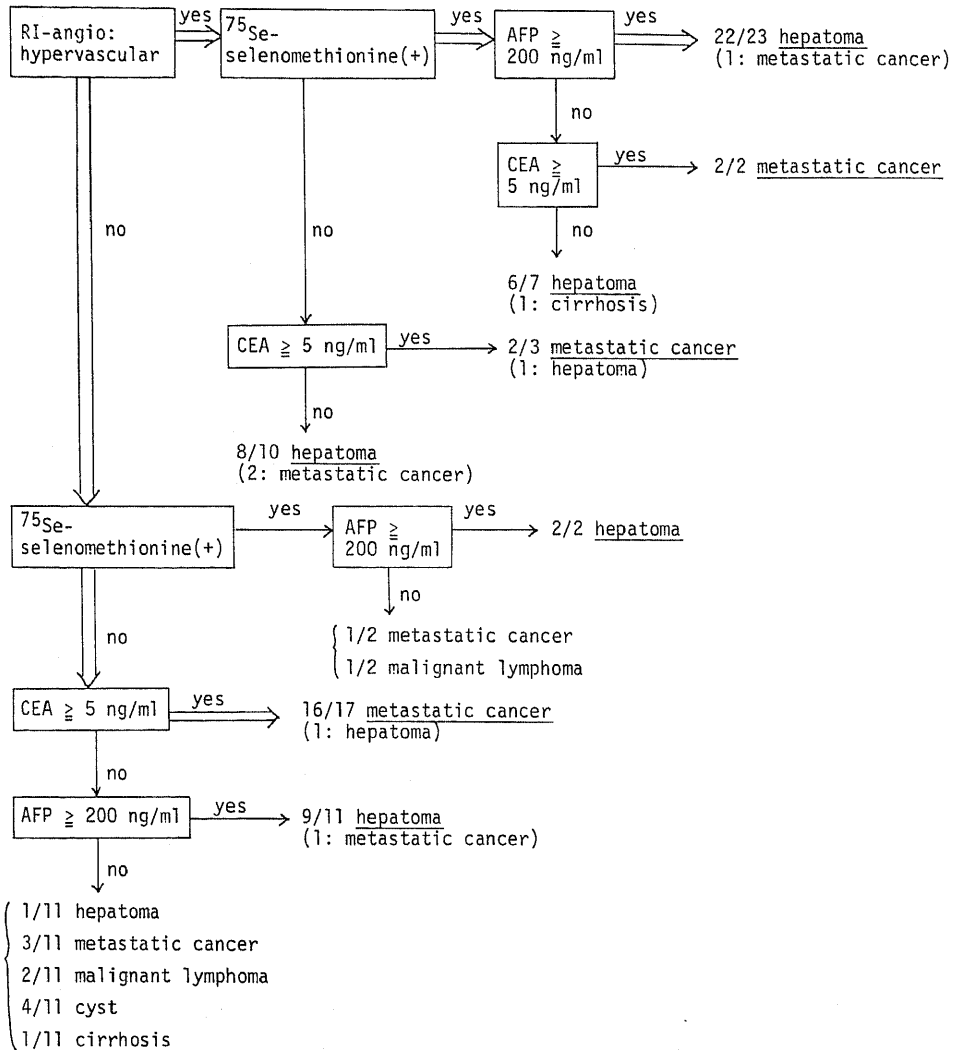 RI-angio:
hypervascular
yes
⁷⁵Se-
selenomethionine(+)
yes
AFP ≧
200 ng/ml
yes
22/23 hepatoma
(1: metastatic cancer)
no
CEA ≧
5 ng/ml
yes
2/2 metastatic cancer
no
6/7 hepatoma
(1: cirrhosis)
no
no
CEA ≧ 5 ng/ml
yes
2/3 metastatic cancer
(1: hepatoma)
no
8/10 hepatoma
(2: metastatic cancer)
⁷⁵Se-
selenomethionine(+)
yes
AFP ≧
200 ng/ml
yes
2/2 hepatoma
no
1/2 metastatic cancer
1/2 malignant lymphoma
no
CEA ≧ 5 ng/ml
yes
16/17 metastatic cancer
(1: hepatoma)
no
AFP ≧ 200 ng/ml
yes
9/11 hepatoma
(1: metastatic cancer)
no
1/11 hepatoma
3/11 metastatic cancer
2/11 malignant lymphoma
4/11 cyst
1/11 cirrhosis